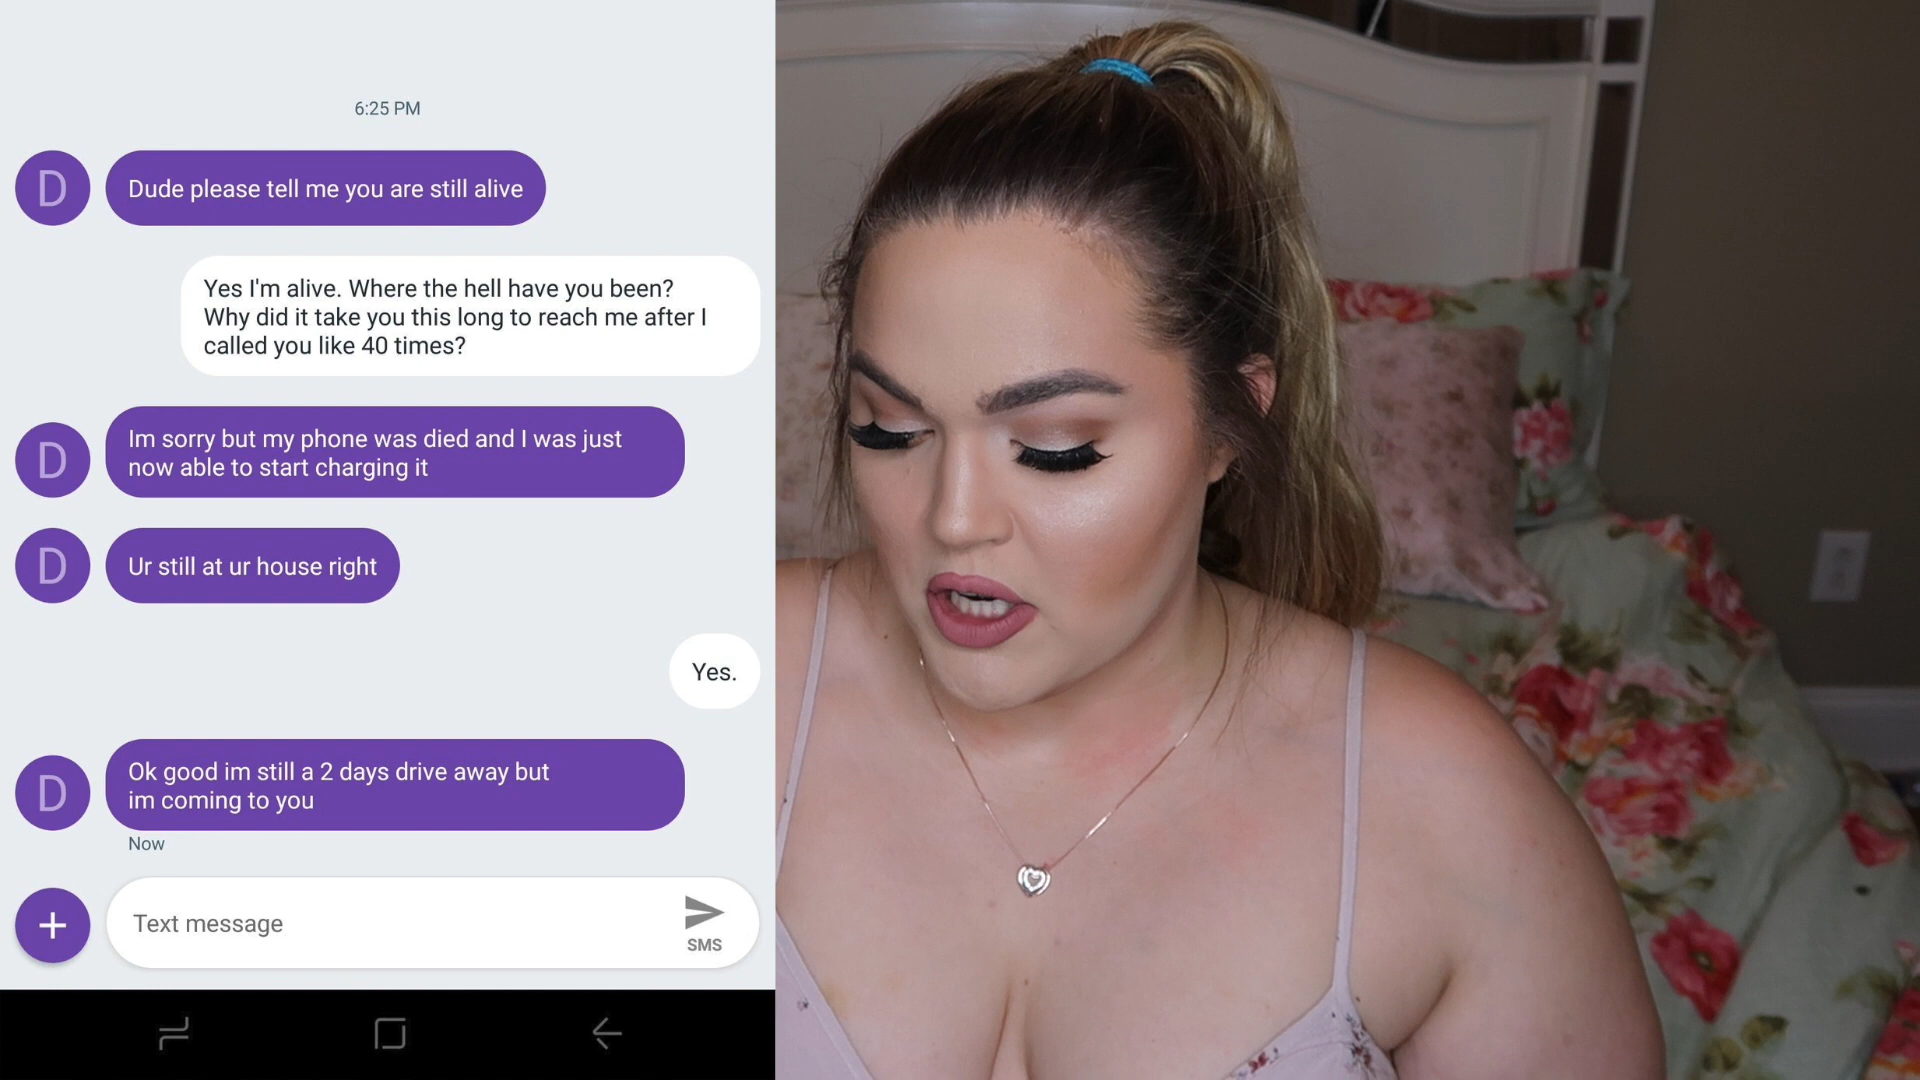 6:25 PM
D
Dude please tell me you are still alive
Yes I'm alive. Where the hell have you been?
Why did it take you this long to reach me after I
called you like 40 times?
D
Im sorry but my phone was died and I was just
now able to start charging it
D
Ur still at ur house right
Yes.
D
Ok good im still a 2 days drive away but
im coming to you
Now
+
Text message
SMS